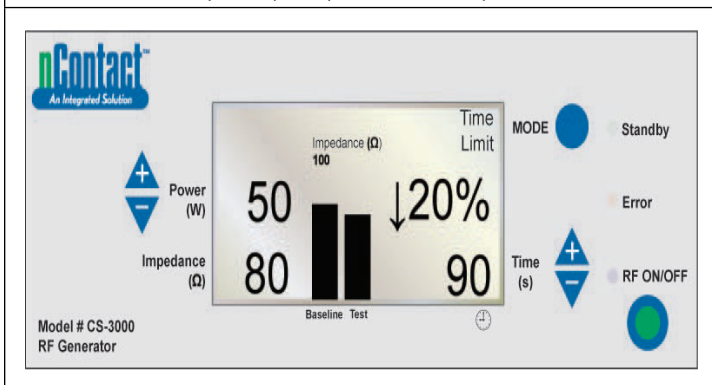 nContact™
An Integrated Solution
Power
(W)
Impedance
(Ω)
Model # CS-3000
RF Generator
Time
Limit
Impedance (Ω)
100
50
↓20%
80
90
Baseline Test
MODE
Standby
Error
Time
(s)
RF ON/OFF